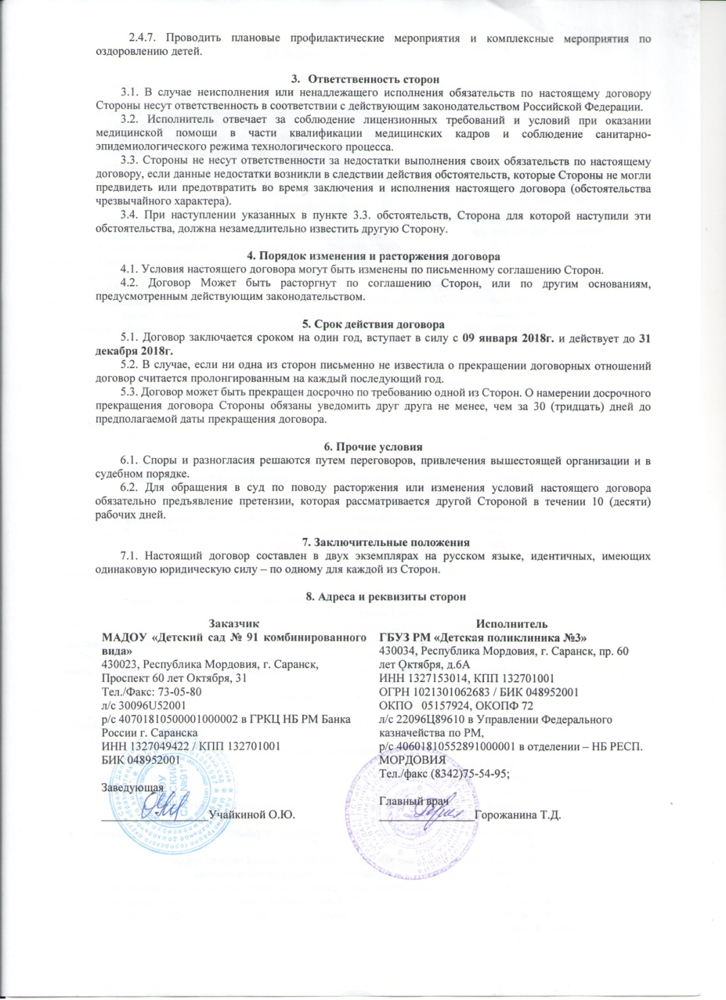 2.4.7. Проводить плановые профилактические мероприятия и комплексные мероприятия по
оздоровлению детей.
3. Ответственность сторон
3.1. В случае неисполнения или ненадлежащего исполнения обязательств по настоящему договору
Стороны несут ответственность в соответствии с действующим законодательством Российской Федерации.
3.2. Исполнитель отвечает за соблюдение лицензионных требований и условий при оказании
медицинской помощи в части квалификации медицинских кадров и соблюдение санитарно-
эпидемиологического режима технологического процесса.
3.3. Стороны не несут ответственности за недостатки выполнения своих обязательств по настоящему
договору, если данные недостатки возникли в следствии действия обстоятельств, которые Стороны не могли
предвидеть или предотвратить во время заключения и исполнения настоящего договора (обстоятельства
чрезвычайного характера).
3.4. При наступлении указанных в пункте 3.3. обстоятельств, Сторона для которой наступили эти
обстоятельства, должна незамедлительно известить другую Сторону.
4. Порядок изменения и расторжения договора
4.1. Условия настоящего договора могут быть изменены по письменному соглашению Сторон.
4.2. Договор Может быть расторгнут по соглашению Сторон, или по другим основаниям,
предусмотренным действующим законодательством.
5. Срок действия договора
5.1. Договор заключается сроком на один год, вступает в силу с 09 января 2018г. и действует до 31
декабря 2018г.
5.2. В случае, если ни одна из сторон письменно не известила о прекращении договорных отношений
договор считается пролонгированным на каждый последующий год.
5.3. Договор может быть прекращен досрочно по требованию одной из Сторон. О намерении досрочного
прекращения договора Стороны обязаны уведомить друг друга не менее, чем за 30 (тридцать) дней до
предполагаемой даты прекращения договора.
6. Прочие условия
6.1. Споры и разногласия решаются путем переговоров, привлечения вышестоящей организации и в
судебном порядке.
6.2. Для обращения в суд по поводу расторжения или изменения условий настоящего договора
обязательно предъявление претензии, которая рассматривается другой Стороной в течении 10 (десяти)
рабочих дней.
7. Заключительные положения
7.1. Настоящий договор составлен в двух экземплярах на русском языке, идентичных, имеющих
одинаковую юридическую силу – по одному для каждой из Сторон.
8. Адреса и реквизиты сторон
Заказчик
МАДОУ «Детский сад № 91 комбинированного
вида»
430023, Республика Мордовия, г. Саранск,
Проспект 60 лет Октября, 31
Тел./Факс: 73-05-80
л/с 30096U52001
р/с 40701810500001000002 в ГРКЦ НБ РМ Банка
России г. Саранска
ИНН 1327049422 / КПП 132701001
БИК 048952001
Заведующая
Учайкиной О.Ю.
Исполнитель
ГБУЗ РМ «Детская поликлиника №3»
430034, Республика Мордовия, г. Саранск, пр. 60
лет Октября, д.6А
ИНН 1327153014, КПП 132701001
ОГРН 1021301062683 / БИК 048952001
ОКПО 05157924, ОКОПФ 72
л/с 22096Ц89610 в Управлении Федерального
казначейства по РМ,
р/с 40601810552891000001 в отделении – НБ РЕСП.
МОРДОВИЯ
Тел./факс (8342)75-54-95;
Главный врач
Горожанина Т.Д.